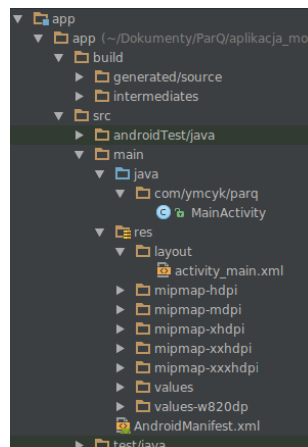 app
app (~/Dokumenty/ParQ/aplikacja_mo
build
generated/source
intermediates
src
androidTest/java
main
java
com/ymcyk/parq
MainActivity
res
layout
activity_main.xml
mipmap-hdpi
mipmap-mdpi
mipmap-xhdpi
mipmap-xxhdpi
mipmap-xxxhdpi
values
values-w820dp
AndroidManifest.xml
test/java